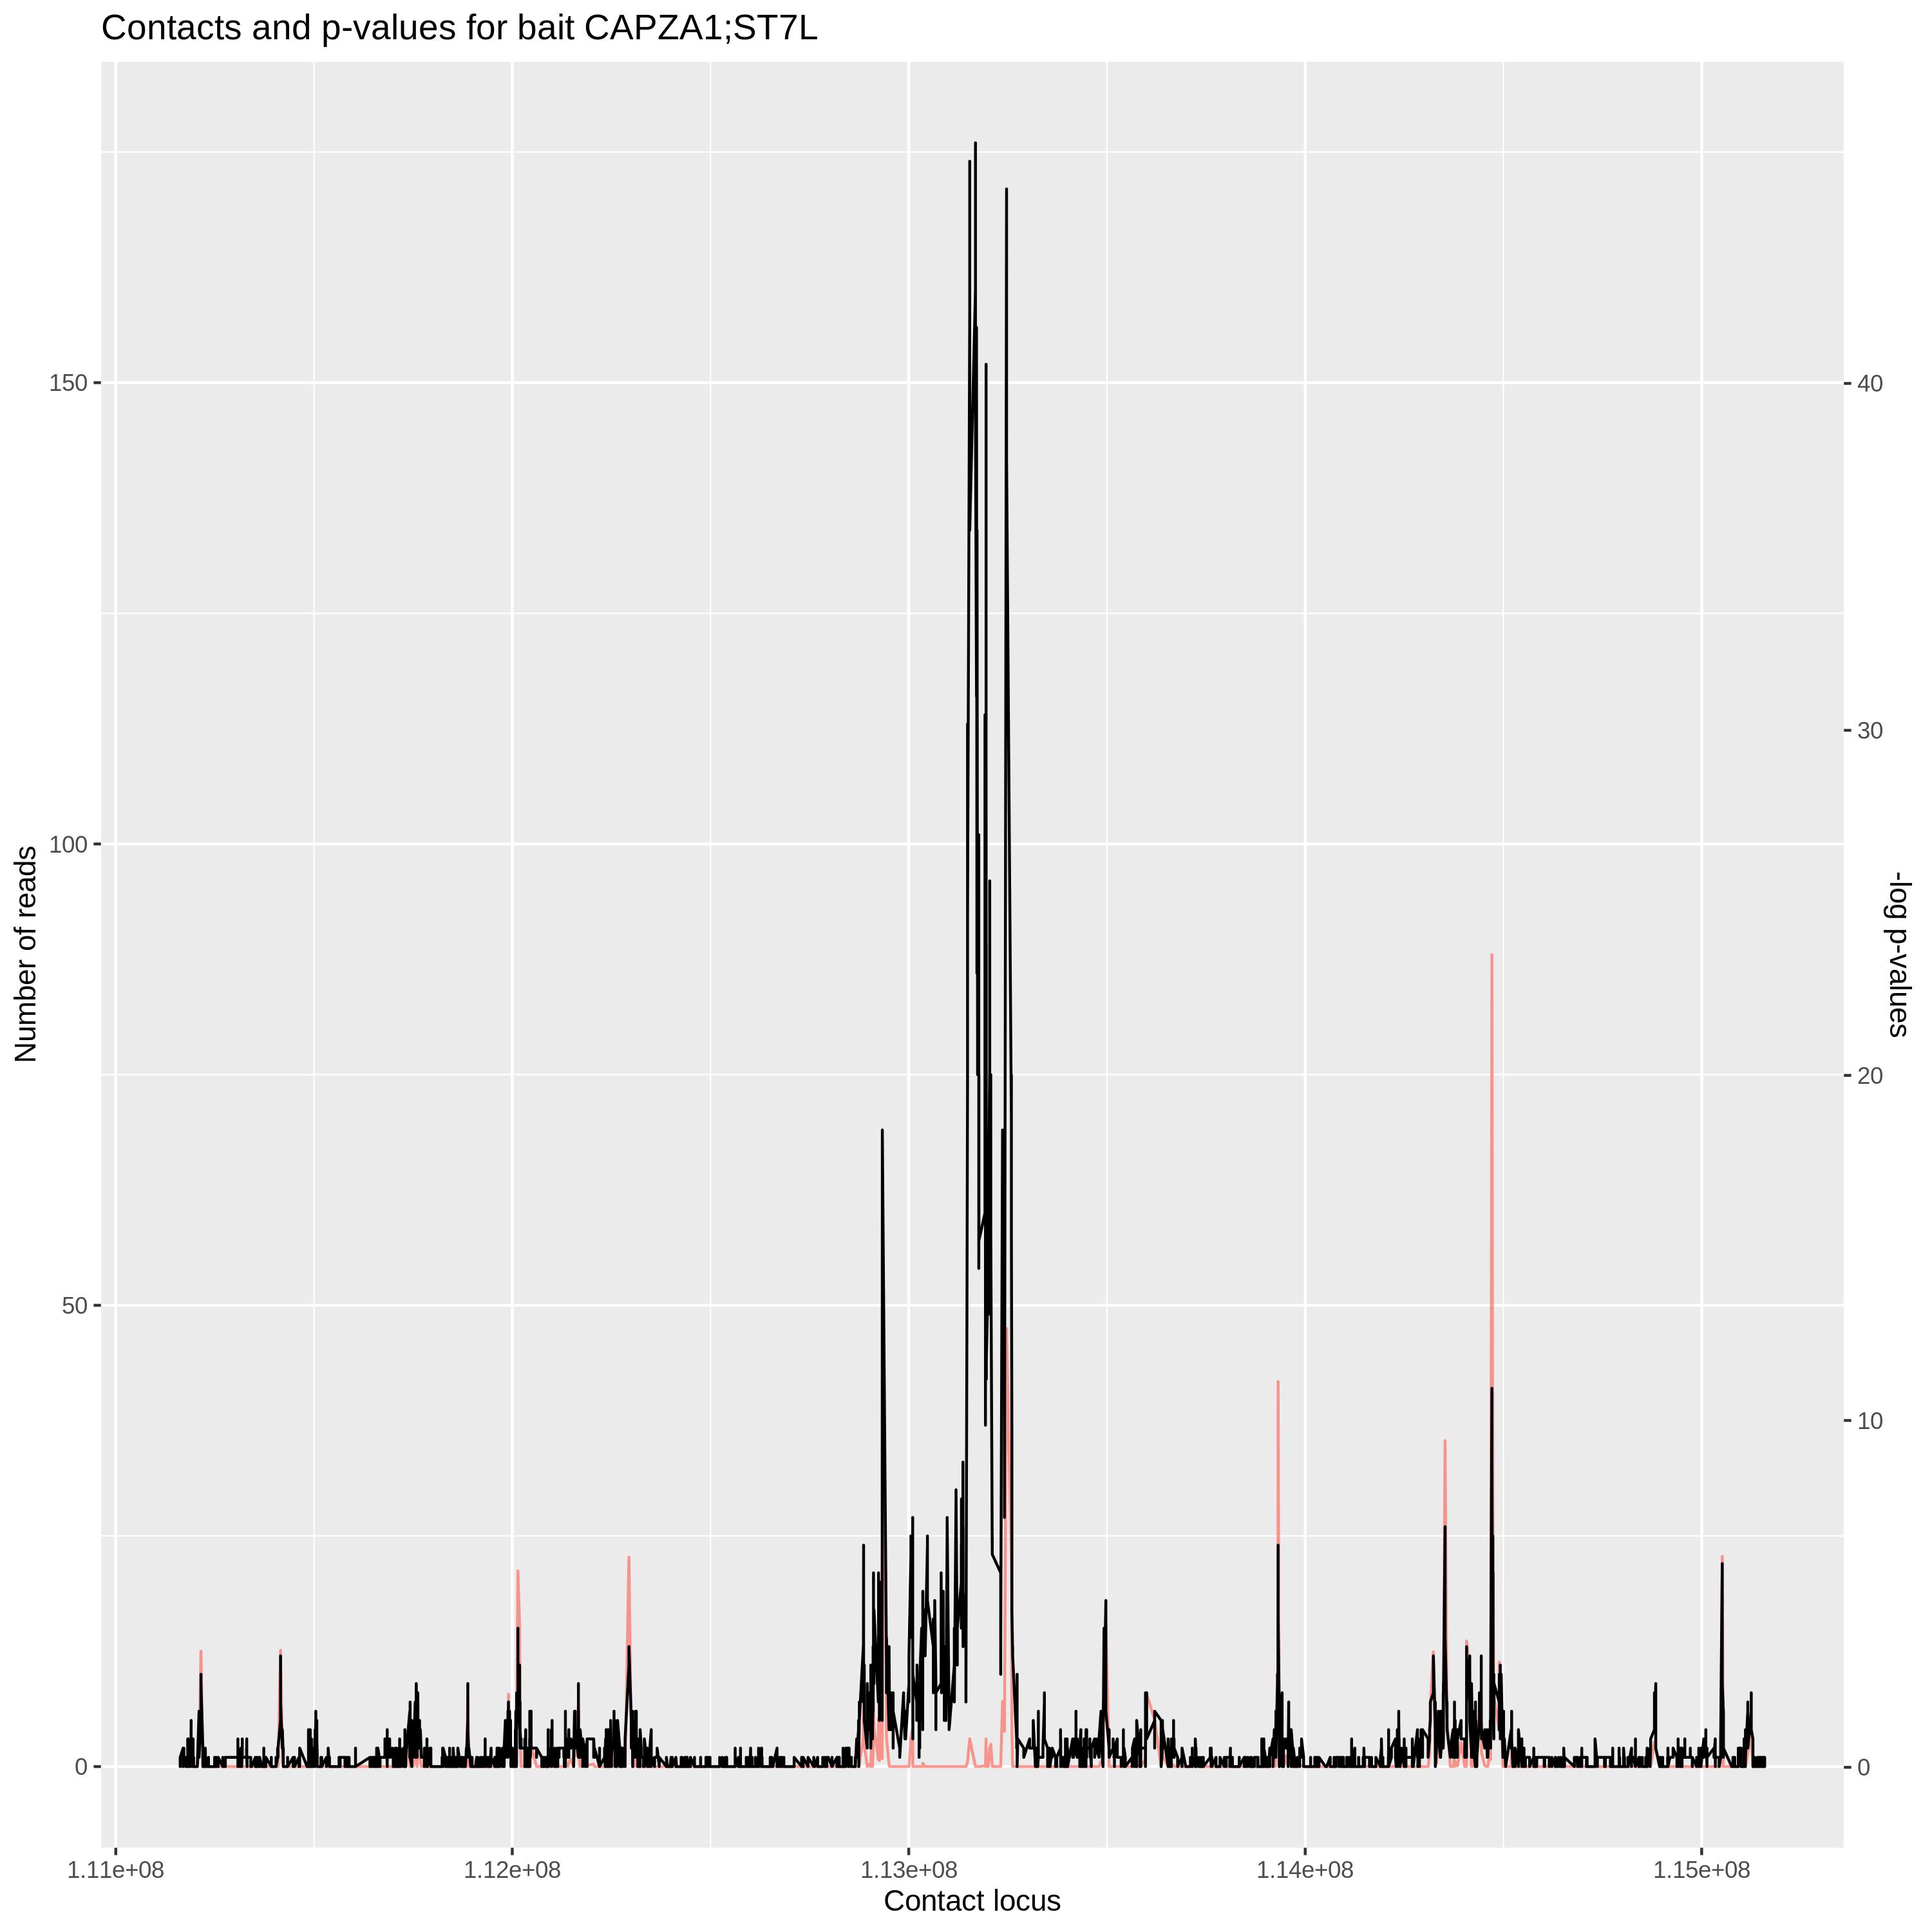 Contacts and p-values for bait CAPZA1;ST7L
150
100
50
0
Number of reads
40
30
20
10
0
-log p-values
1.11e+08 1.12e+08 1.13e+08 1.14e+08 1.15e+08
Contact locus